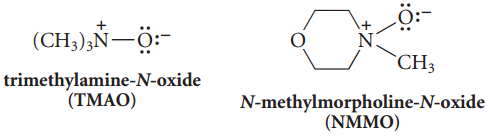 (CH₃)₃N⁺—Ö:⁻
trimethylamine-N-oxide
(TMAO)
O N⁺ Ö:⁻
CH₃
N-methylmorpholine-N-oxide
(NMMO)